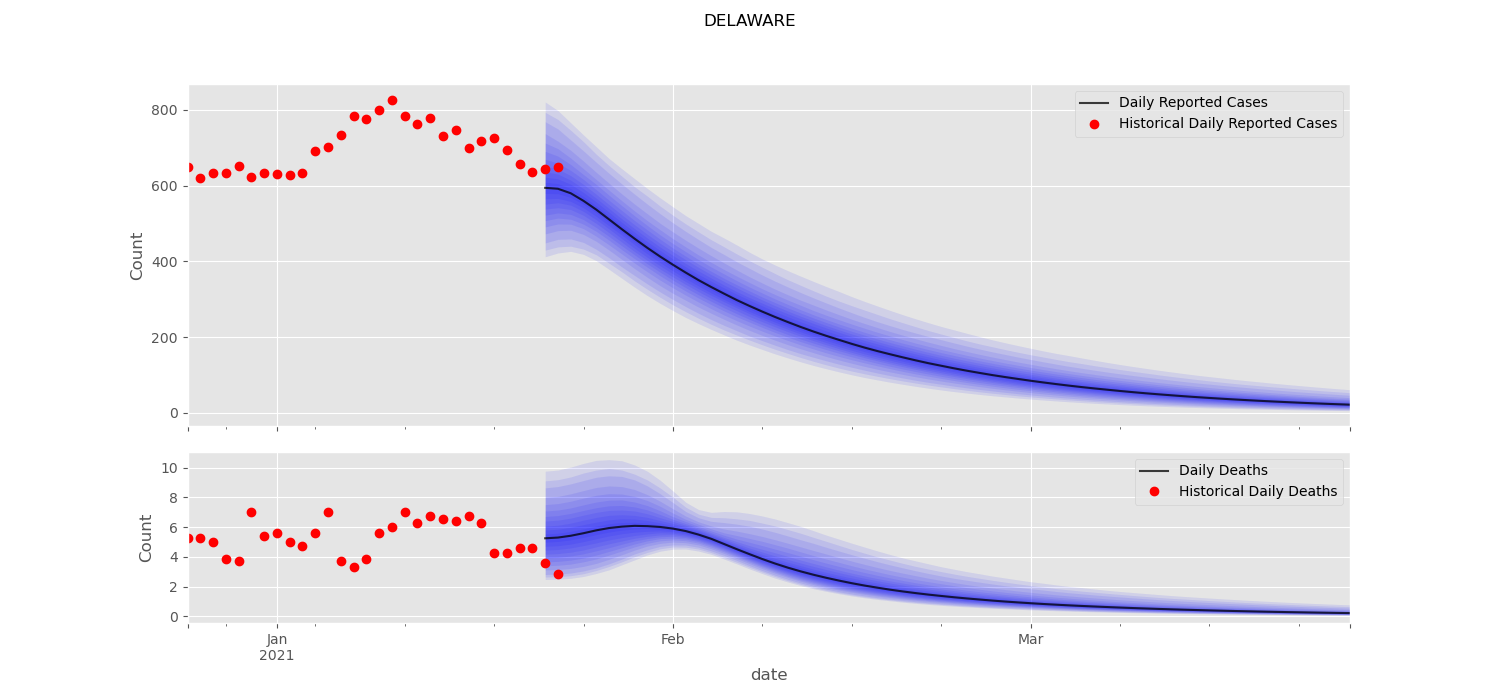 DELAWARE
Count
800
600
400
200
0
Daily Reported Cases
Historical Daily Reported Cases
Count
10
8
6
4
2
0
Daily Deaths
Historical Daily Deaths
Jan
2021
Feb
Mar
date